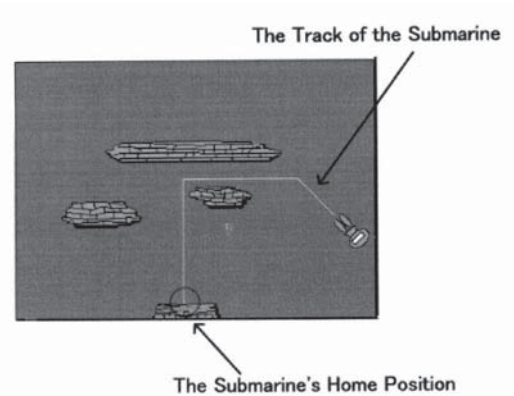 The Track of the Submarine
The Submarine's Home Position